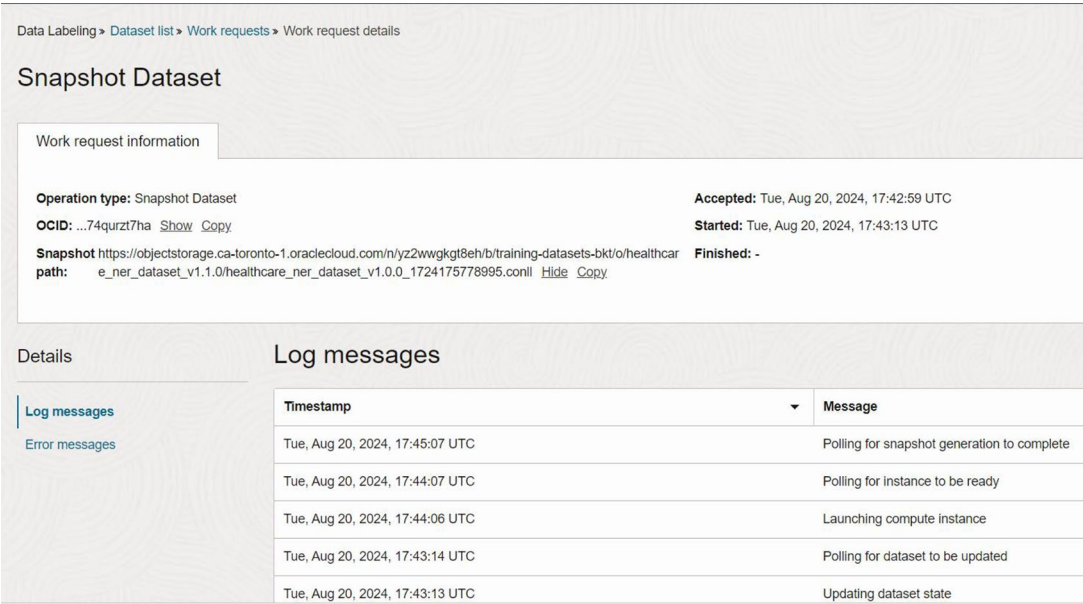 Data Labeling » Dataset list » Work requests » Work request details
Snapshot Dataset
Work request information
Operation type: Snapshot Dataset
OCID: ...74qurzt7ha Show Copy
Snapshot path: https://objectstorage.ca-toronto-1.oraclecloud.com/n/yz2wwgkgt8eh/b/training-datasets-bkt/o/healthcar
e_ner_dataset_v1.1.0/healthcare_ner_dataset_v1.0.0_1724175778995.conll Hide Copy
Accepted: Tue, Aug 20, 2024, 17:42:59 UTC
Started: Tue, Aug 20, 2024, 17:43:13 UTC
Finished: -
Details
Log messages
Error messages
Log messages
Timestamp Message
Tue, Aug 20, 2024, 17:45:07 UTC Polling for snapshot generation to complete
Tue, Aug 20, 2024, 17:44:07 UTC Polling for instance to be ready
Tue, Aug 20, 2024, 17:44:06 UTC Launching compute instance
Tue, Aug 20, 2024, 17:43:14 UTC Polling for dataset to be updated
Tue, Aug 20, 2024, 17:43:13 UTC Updating dataset state